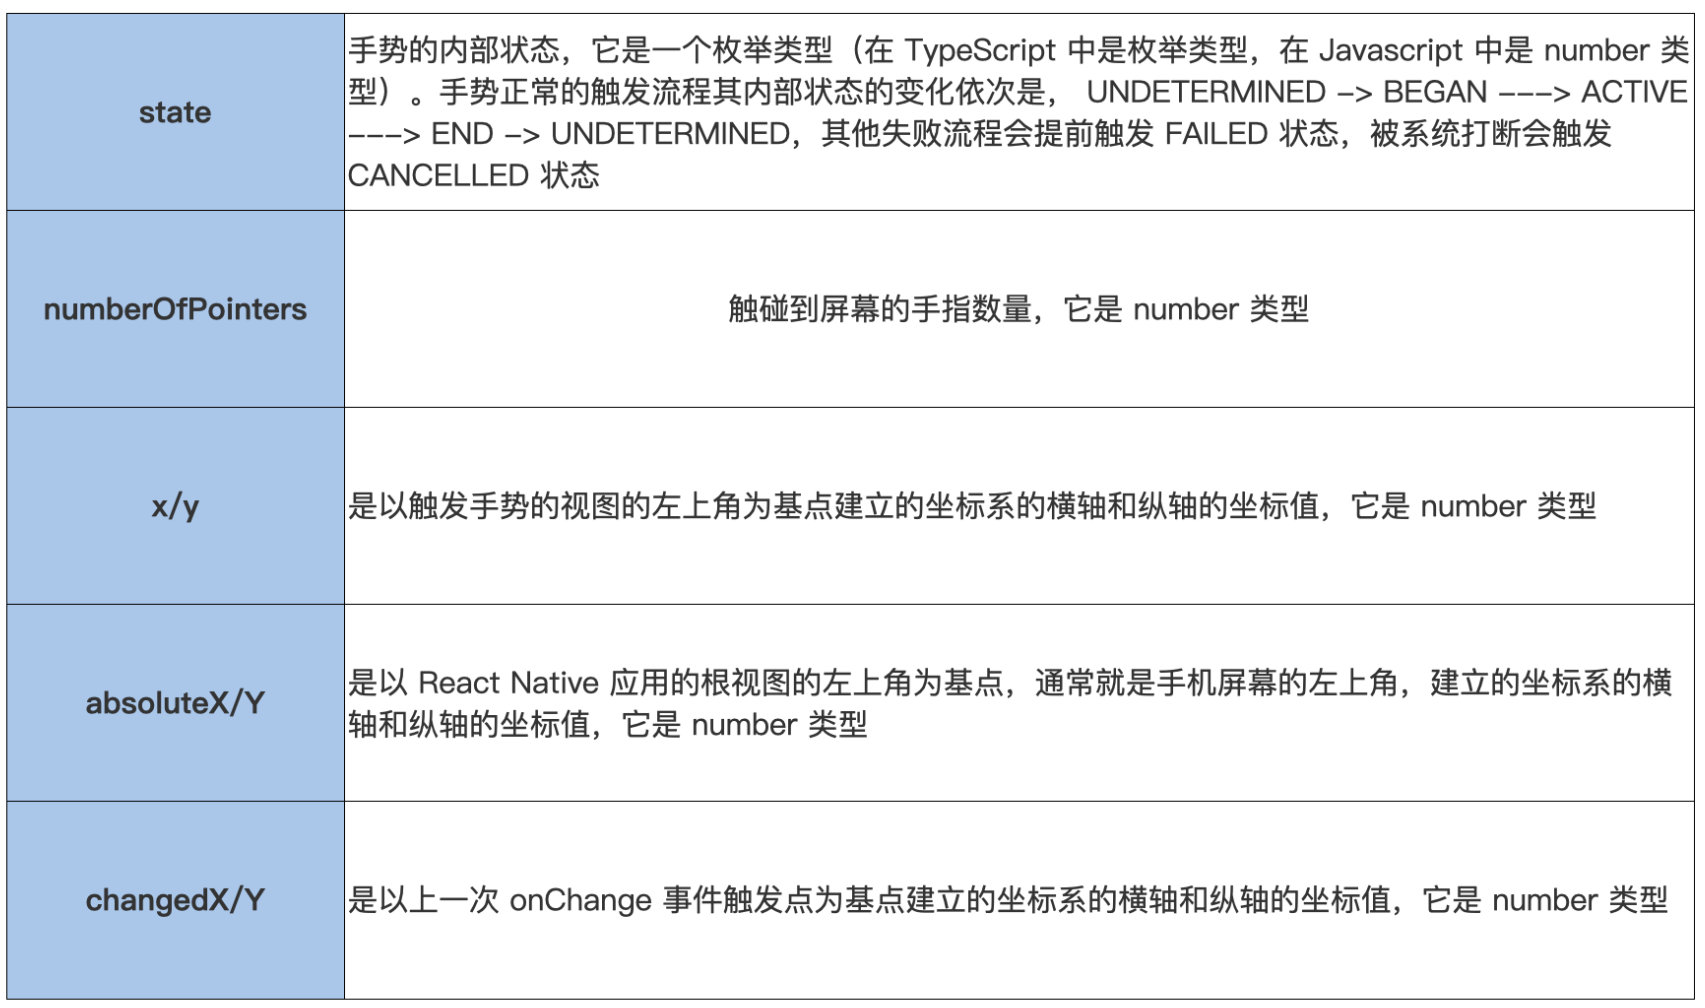 state
手势的内部状态，它是一个枚举类型（在 TypeScript 中是枚举类型，在 Javascript 中是 number 类
型）。手势正常的触发流程其内部状态的变化依次是， UNDETERMINED -> BEGAN ---> ACTIVE
---> END -> UNDETERMINED，其他失败流程会提前触发 FAILED 状态，被系统打断会触发
CANCELLED 状态
numberOfPointers
触碰到屏幕的手指数量，它是 number 类型
x/y
是以触发手势的视图的左上角为基点建立的坐标系的横轴和纵轴的坐标值，它是 number 类型
absoluteX/Y
是以 React Native 应用的根视图的左上角为基点，通常就是手机屏幕的左上角，建立的坐标系的横
轴和纵轴的坐标值，它是 number 类型
changedX/Y
是以上一次 onChange 事件触发点为基点建立的坐标系的横轴和纵轴的坐标值，它是 number 类型